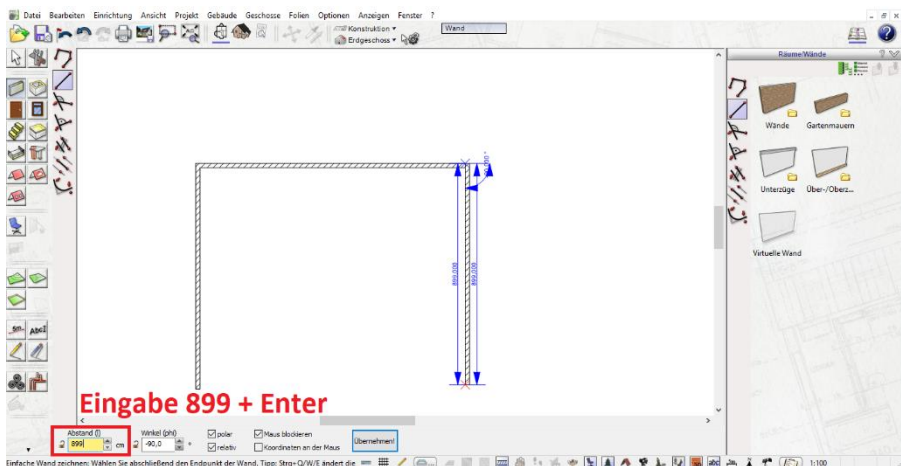 Datei Bearbeiten Einrichtung Ansicht Projekt Gebäude Geschosse Folien Optionen Anzeigen Fenster ?
Konstruktion
Erdgeschoss
Wand
Räume/Wände
Wände Gartenmauern
Unterzüge Über-/Oberz...
Virtuelle Wand
899,000 899,000
5m. AbcI
Eingabe 899 + Enter
Abstand (l) Winkel (phi) polar Maus blockieren Übernehmen!
899 cm -90,0 ° relativ Koordinaten an der Maus
Einfache Wand zeichnen: Wählen Sie abschließend den Endpunkt der Wand. Tipp: Strg+Q/W/E ändert die
abc
1:100